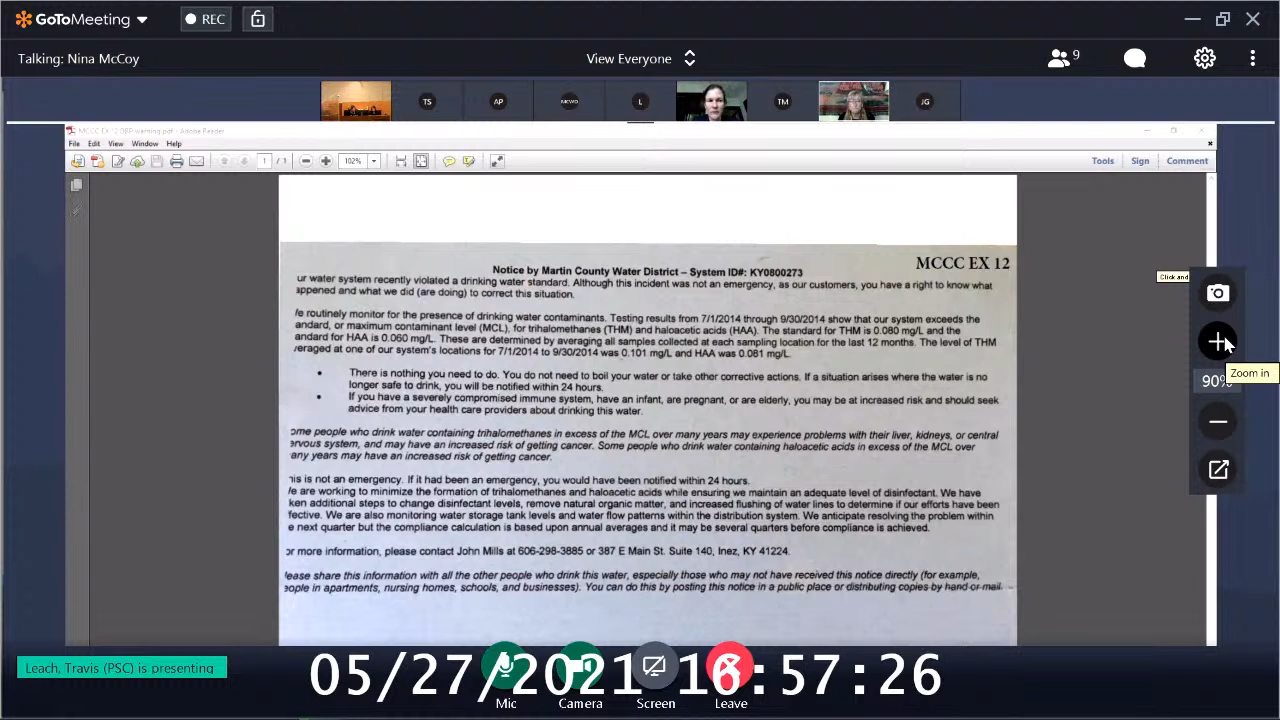 GoToMeeting
REC
Talking: Nina McCoy
View Everyone
9
TS
AP
MCWD
L
TM
JG
MCCC EX 12 DBP warning.pdf - Adobe Reader
File Edit View Window Help
1 / 1
102%
Tools Sign Comment
MCCC EX 12
Notice by Martin County Water District – System ID#: KY0800273
ur water system recently violated a drinking water standard. Although this incident was not an emergency, as our customers, you have a right to know what
appened and what we did (are doing) to correct this situation.
le routinely monitor for the presence of drinking water contaminants. Testing results from 7/1/2014 through 9/30/2014 show that our system exceeds the
andard, or maximum contaminant level (MCL), for trihalomethanes (THM) and haloacetic acids (HAA). The standard for THM is 0.080 mg/L and the
andard for HAA is 0.060 mg/L. These are determined by averaging all samples collected at each sampling location for the last 12 months. The level of THM
veraged at one of our system's locations for 7/1/2014 to 9/30/2014 was 0.101 mg/L and HAA was 0.081 mg/L.
• There is nothing you need to do. You do not need to boil your water or take other corrective actions. If a situation arises where the water is no
longer safe to drink, you will be notified within 24 hours.
• If you have a severely compromised immune system, have an infant, are pregnant, or are elderly, you may be at increased risk and should seek
advice from your health care providers about drinking this water.
ome people who drink water containing trihalomethanes in excess of the MCL over many years may experience problems with their liver, kidneys, or central
ervous system, and may have an increased risk of getting cancer. Some people who drink water containing haloacetic acids in excess of the MCL over
any years may have an increased risk of getting cancer.
his is not an emergency. If it had been an emergency, you would have been notified within 24 hours.
le are working to minimize the formation of trihalomethanes and haloacetic acids while ensuring we maintain an adequate level of disinfectant. We have
ken additional steps to change disinfectant levels, remove natural organic matter, and increased flushing of water lines to determine if our efforts have been
fective. We are also monitoring water storage tank levels and water flow patterns within the distribution system. We anticipate resolving the problem within
e next quarter but the compliance calculation is based upon annual averages and it may be several quarters before compliance is achieved.
or more information, please contact John Mills at 606-298-3885 or 387 E Main St. Suite 140, Inez, KY 41224.
lease share this information with all the other people who drink this water, especially those who may not have received this notice directly (for example,
eople in apartments, nursing homes, schools, and businesses). You can do this by posting this notice in a public place or distributing copies by hand or mail.
Click and
90%
Zoom in
Leach, Travis (PSC) is presenting
05/27/2021 16:57:26
Mic
Camera
Screen
Leave